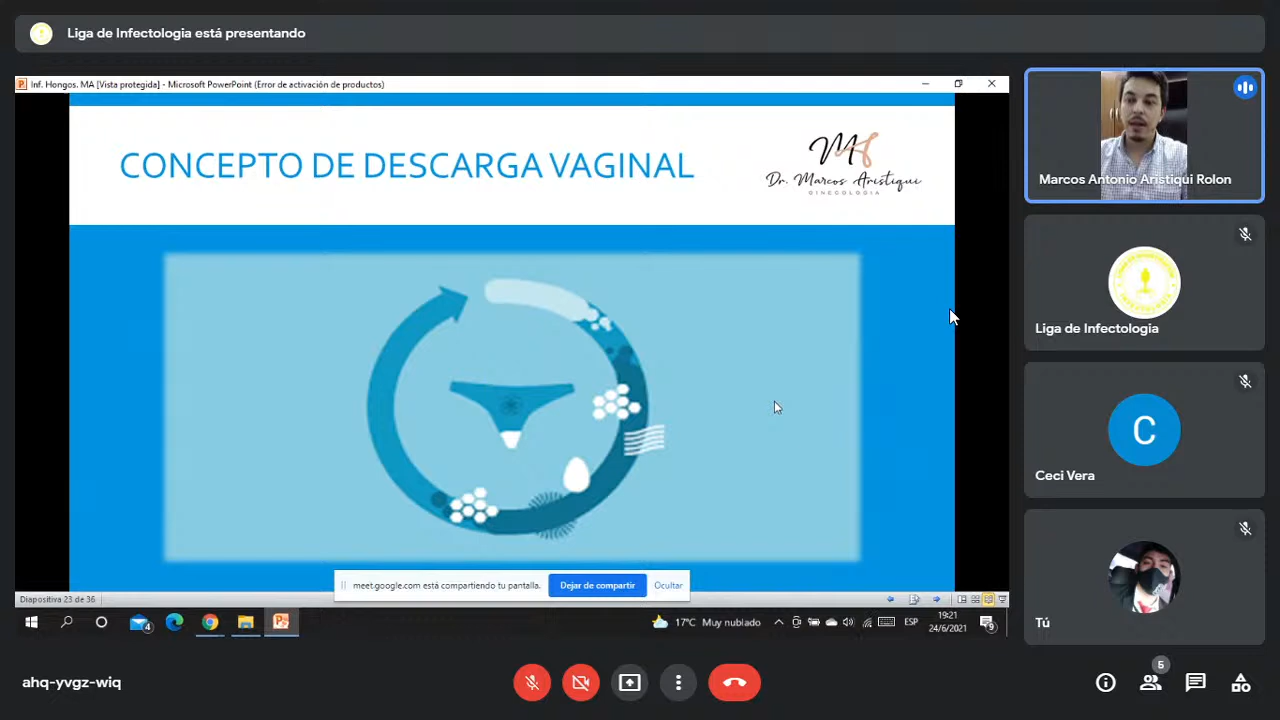 Liga de Infectologia está presentando
Inf. Hongos. MA [Vista protegida] - Microsoft PowerPoint (Error de activación de productos)
CONCEPTO DE DESCARGA VAGINAL
MA
Dr. Marcos Aristiqui
GINECOLOGIA
Marcos Antonio Aristiqui Rolon
Liga de Infectologia
C
Ceci Vera
Tú
meet.google.com está compartiendo tu pantalla.
Dejar de compartir
Ocultar
Diapositiva 23 de 36
4
17°C Muy nublado
ESP
19:21
24/6/2021
9
ahq-yvgz-wiq
5